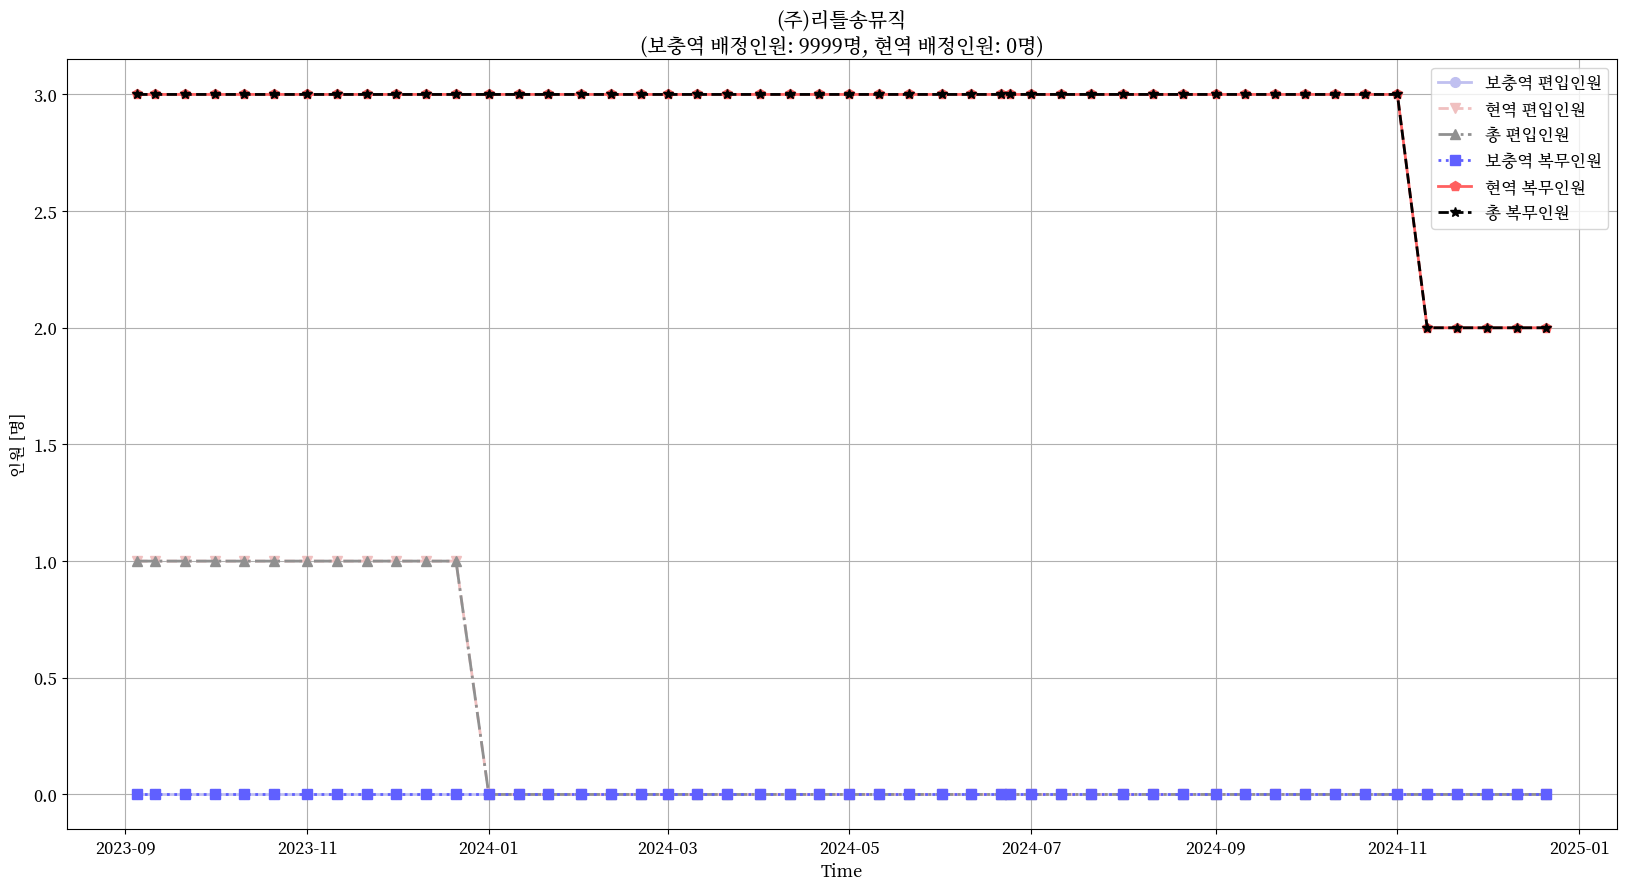 (주)리틀송뮤직
(보충역 배정인원: 9999명, 현역 배정인원: 0명)
보충역 편입인원
현역 편입인원
총 편입인원
보충역 복무인원
현역 복무인원
총 복무인원
인원 [명]
3.0
2.5
2.0
1.5
1.0
0.5
0.0
2023-09 2023-11 2024-01 2024-03 2024-05 2024-07 2024-09 2024-11 2025-01
Time